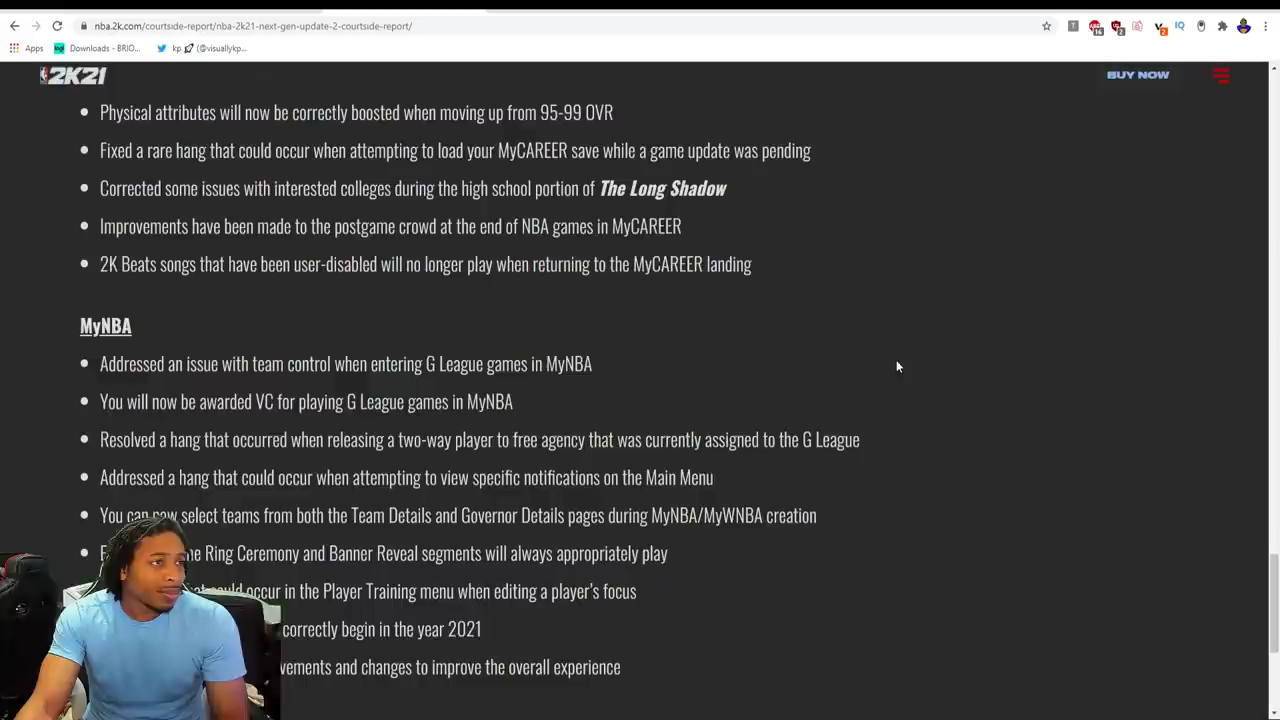 nba.2k.com/courtside-report/nba-2k21-next-gen-update-2-courtside-report/
Apps Downloads - BRIO... kp (@visuallykp...
NBA 2K21 BUY NOW
Physical attributes will now be correctly boosted when moving up from 95-99 OVR
Fixed a rare hang that could occur when attempting to load your MyCAREER save while a game update was pending
Corrected some issues with interested colleges during the high school portion of The Long Shadow
Improvements have been made to the postgame crowd at the end of NBA games in MyCAREER
2K Beats songs that have been user-disabled will no longer play when returning to the MyCAREER landing
MyNBA
Addressed an issue with team control when entering G League games in MyNBA
You will now be awarded VC for playing G League games in MyNBA
Resolved a hang that occurred when releasing a two-way player to free agency that was currently assigned to the G League
Addressed a hang that could occur when attempting to view specific notifications on the Main Menu
You can now select teams from both the Team Details and Governor Details pages during MyNBA/MyWNBA creation
Ring Ceremony and Banner Reveal segments will always appropriately play
could occur in the Player Training menu when editing a player's focus
correctly begin in the year 2021
and changes to improve the overall experience